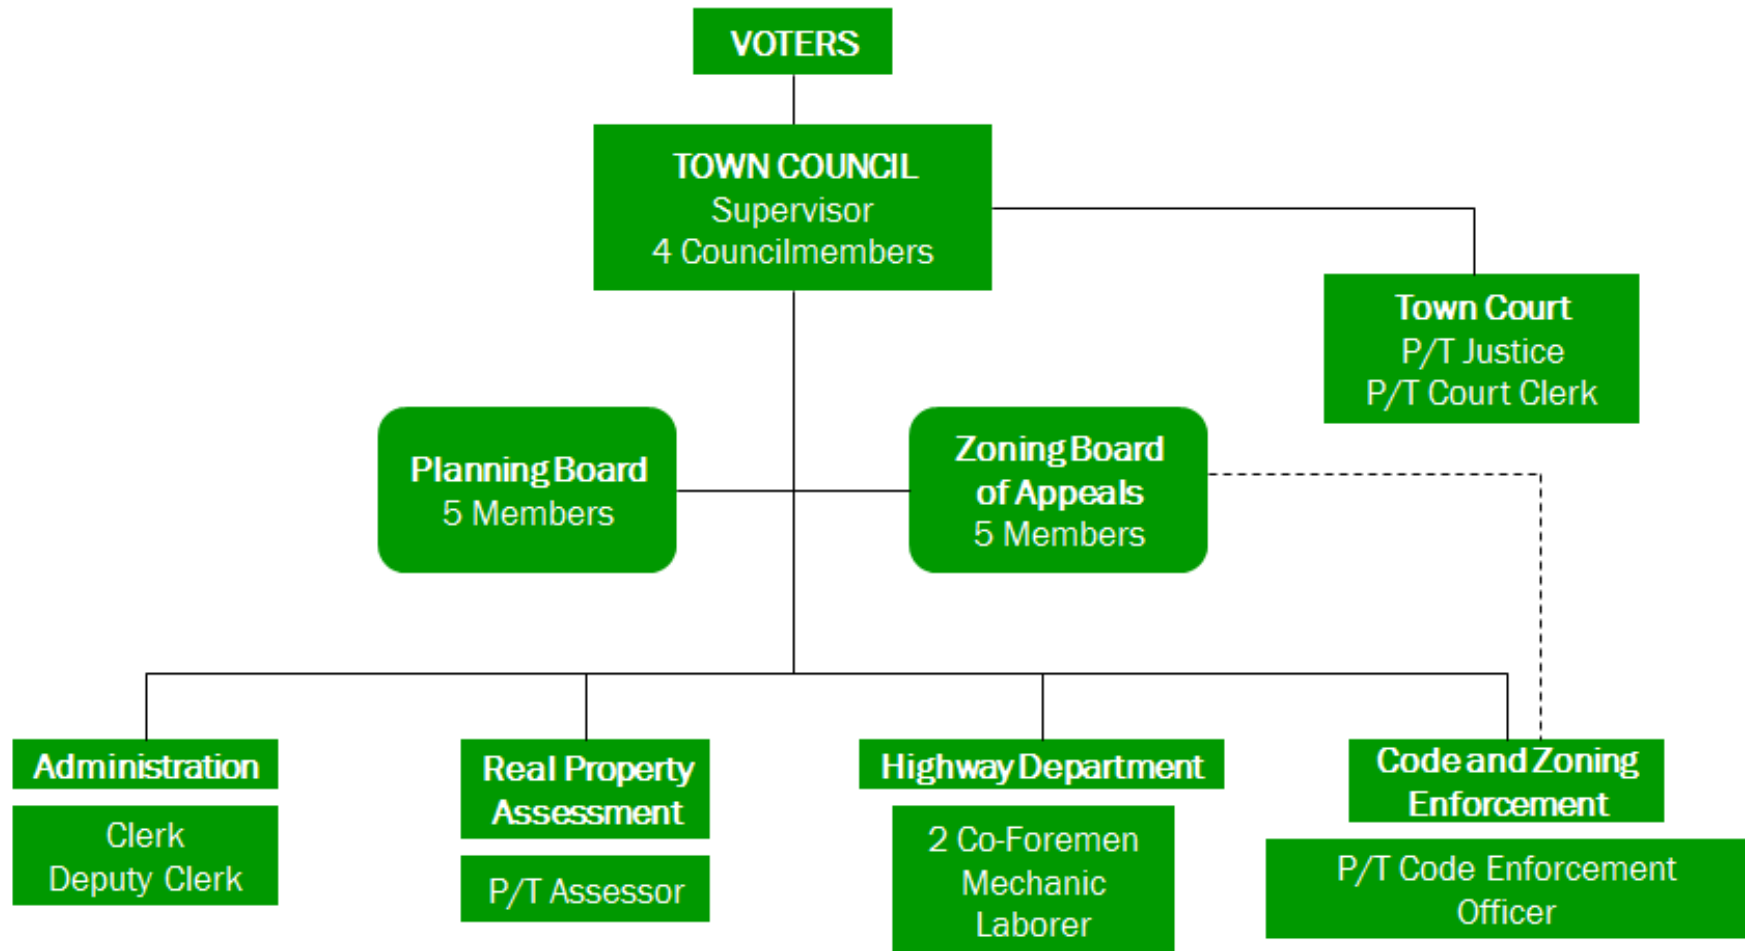 VOTERS
TOWN COUNCIL
Supervisor
4 Councilmembers
Town Court
P/T Justice
P/T Court Clerk
Planning Board
5 Members
Zoning Board
of Appeals
5 Members
Administration
Clerk
Deputy Clerk
Real Property
Assessment
P/T Assessor
Highway Department
2 Co-Foremen
Mechanic
Laborer
Code and Zoning
Enforcement
P/T Code Enforcement
Officer